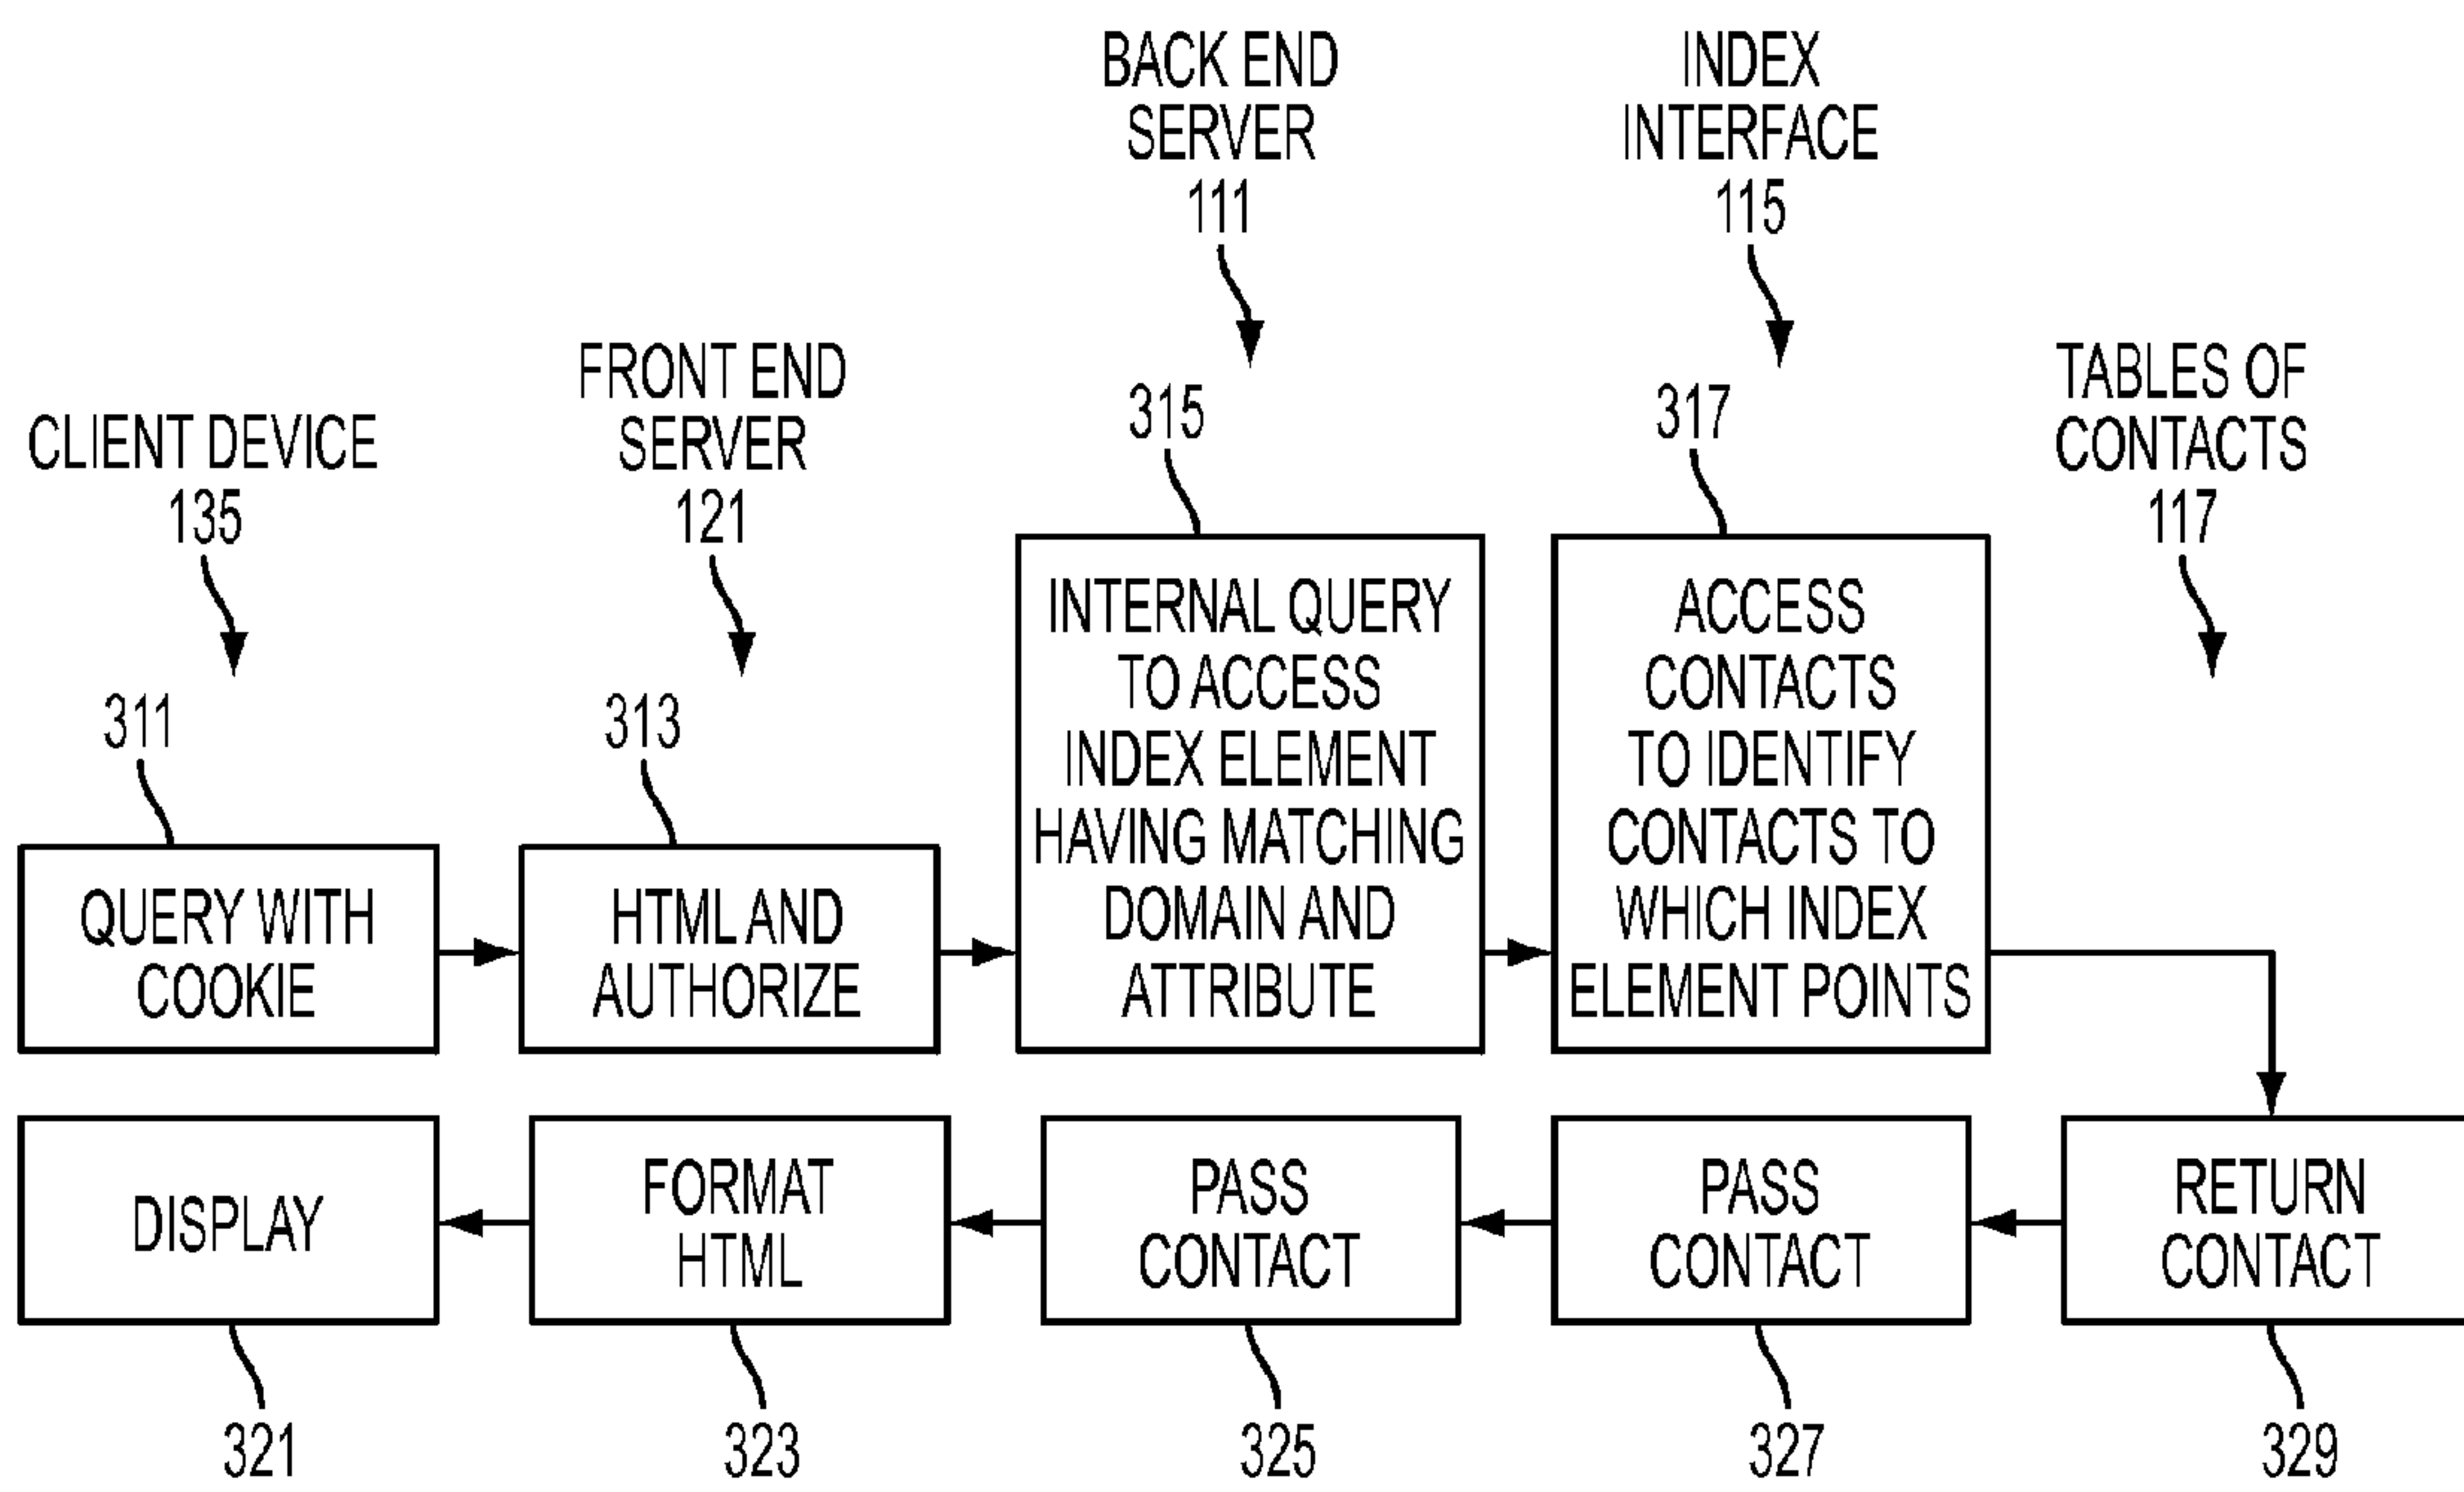 BACK END
SERVER
111
INDEX
INTERFACE
115
CLIENT DEVICE
135
FRONT END
SERVER
121
315
317
TABLES OF
CONTACTS
117
311
313
QUERY WITH
COOKIE
HTML AND
AUTHORIZE
INTERNAL QUERY
TO ACCESS
INDEX ELEMENT
HAVING MATCHING
DOMAIN AND
ATTRIBUTE
ACCESS
CONTACTS
TO IDENTIFY
CONTACTS TO
WHICH INDEX
ELEMENT POINTS
DISPLAY
FORMAT
HTML
PASS
CONTACT
PASS
CONTACT
RETURN
CONTACT
321
323
325
327
329